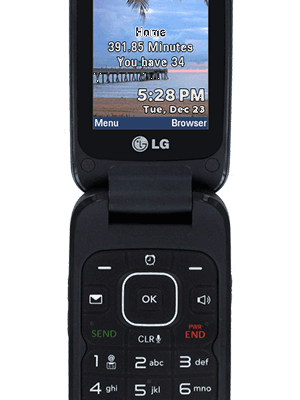 Home
391.85 Minutes
You have 34
5:28 PM
Tue, Dec 23
Menu Browser
LG
OK
SEND
CLR
PWR
END
1
2 abc
3 def
4 ghi
5 jkl
6 mno